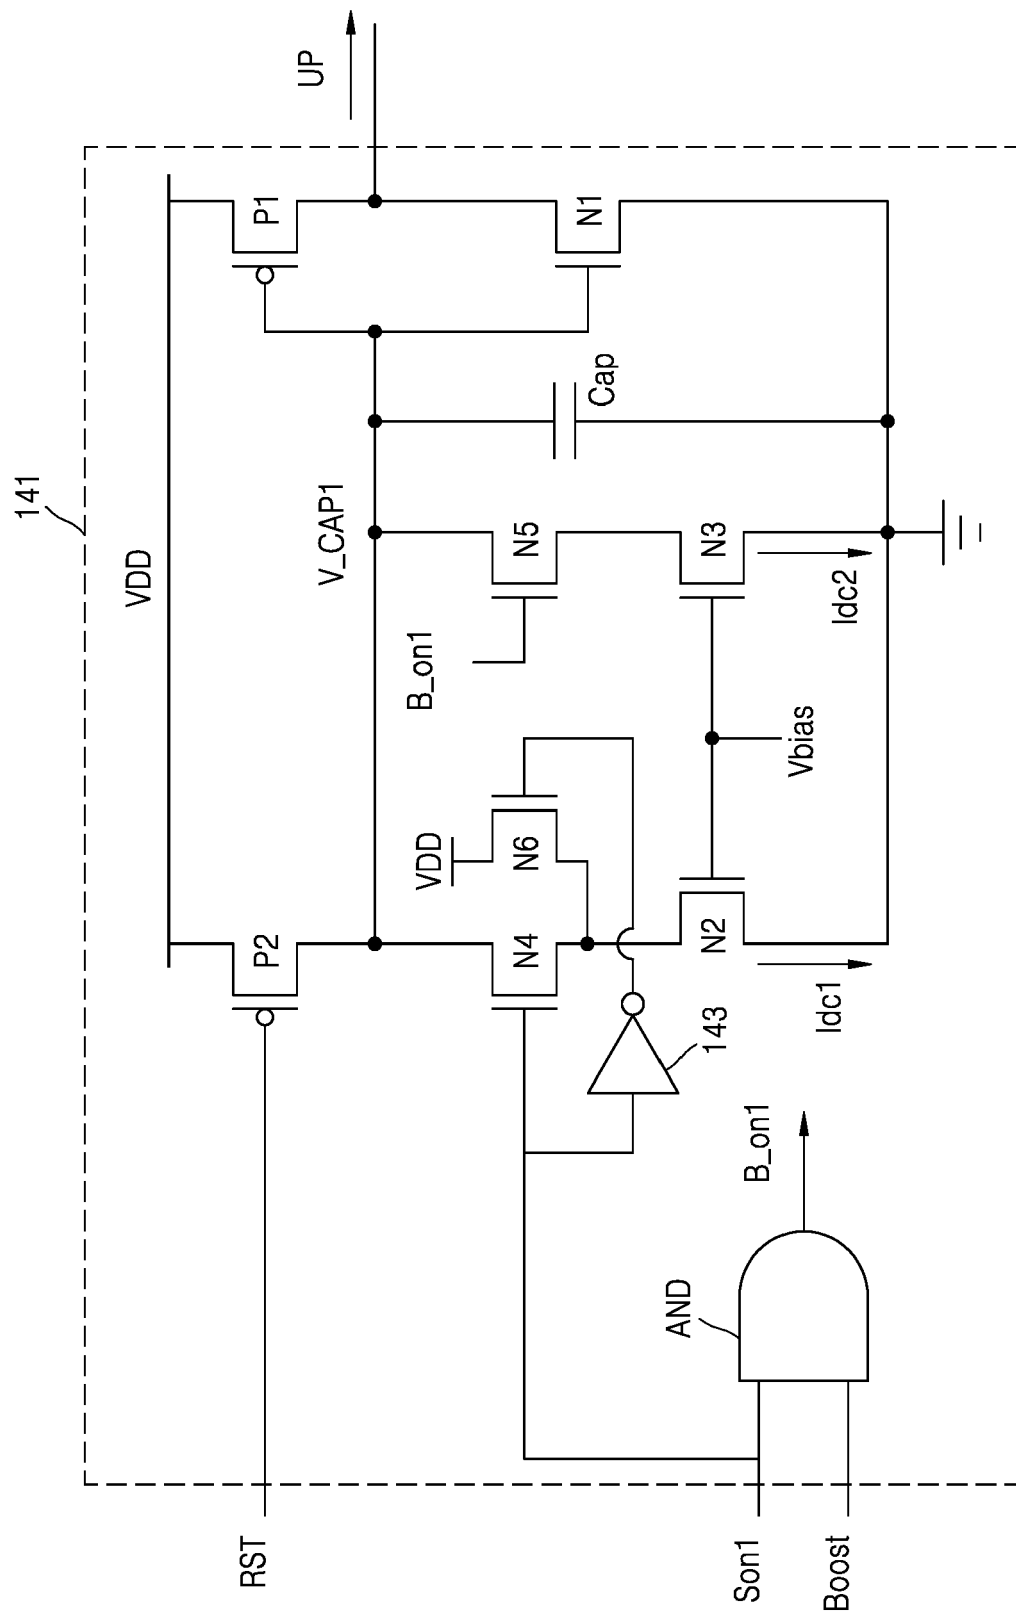 141
VDD
UP
P2
P1
RST
V_CAP1
B_on1
VDD
N4
N6
N5
Cap
N1
143
N2
N3
Vbias
Idc1
Idc2
Son1
Boost
AND
B_on1